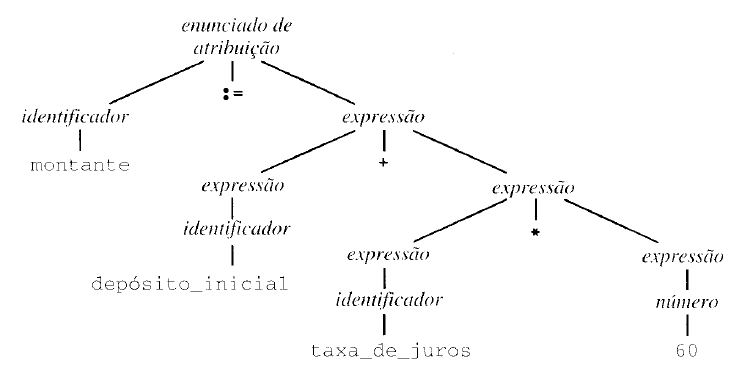 enunciado de
atribuição
:=
identificador
expressão
montante
+
expressão
expressão
identificador
*
expressão
expressão
depósito_inicial
identificador
número
taxa_de_juros
60